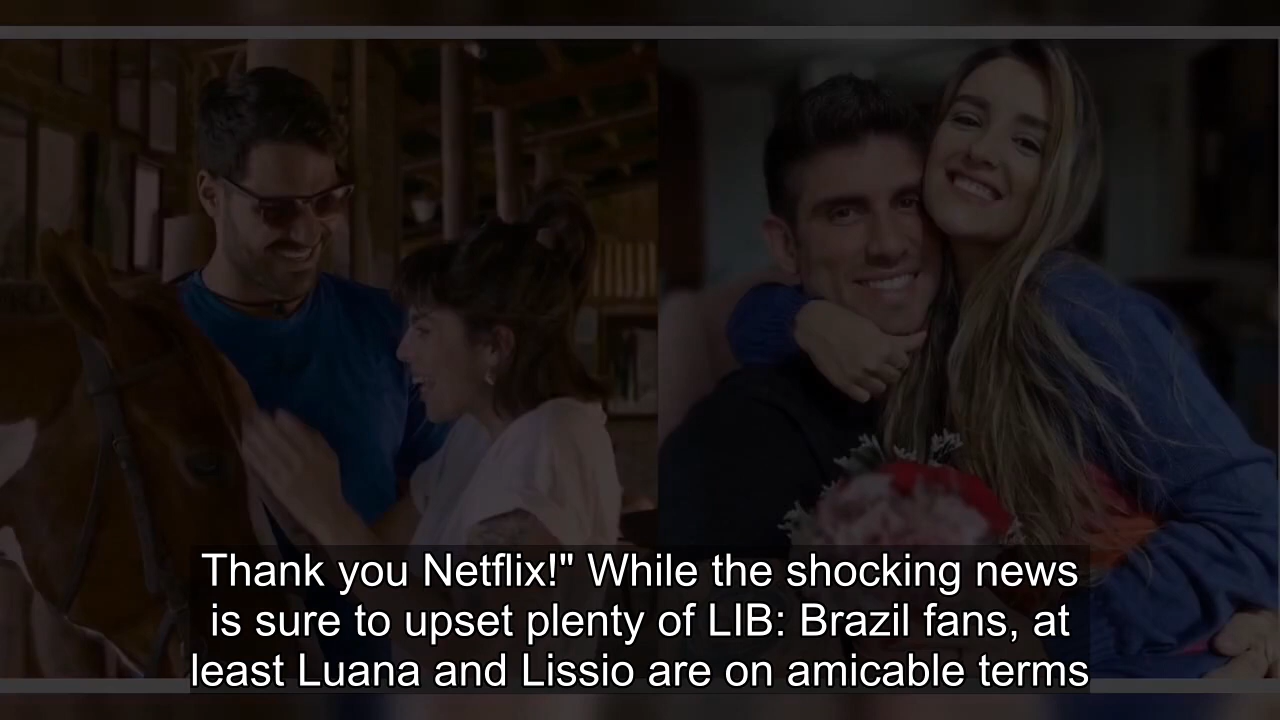 Thank you Netflix!" While the shocking news
is sure to upset plenty of LIB: Brazil fans, at
least Luana and Lissio are on amicable terms